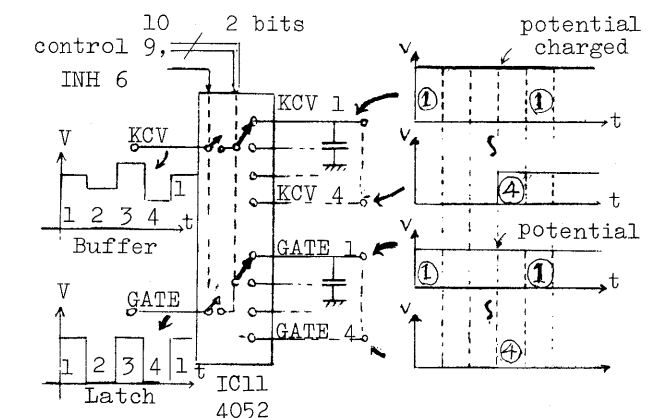 10 2 bits
control 9,
INH 6
KCV
V
1 2 3 4 1 t
Buffer
GATE
V
1 2 3 4 1 t
Latch
KCV 1
KCV 4
GATE 1
GATE 4
IC11
4052
potential
charged
V
① ①
t
V
④
t
potential
V
① ①
t
V
④
t